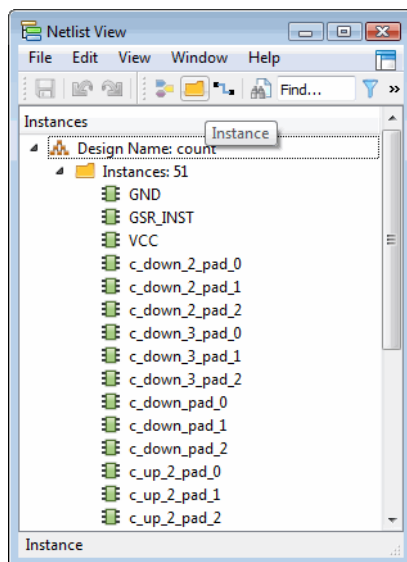 Netlist View
File Edit View Window Help
Find... »
Instances
Instance
Design Name: count
Instances: 51
GND
GSR_INST
VCC
c_down_2_pad_0
c_down_2_pad_1
c_down_2_pad_2
c_down_3_pad_0
c_down_3_pad_1
c_down_3_pad_2
c_down_pad_0
c_down_pad_1
c_down_pad_2
c_up_2_pad_0
c_up_2_pad_1
c_up_2_pad_2
Instance